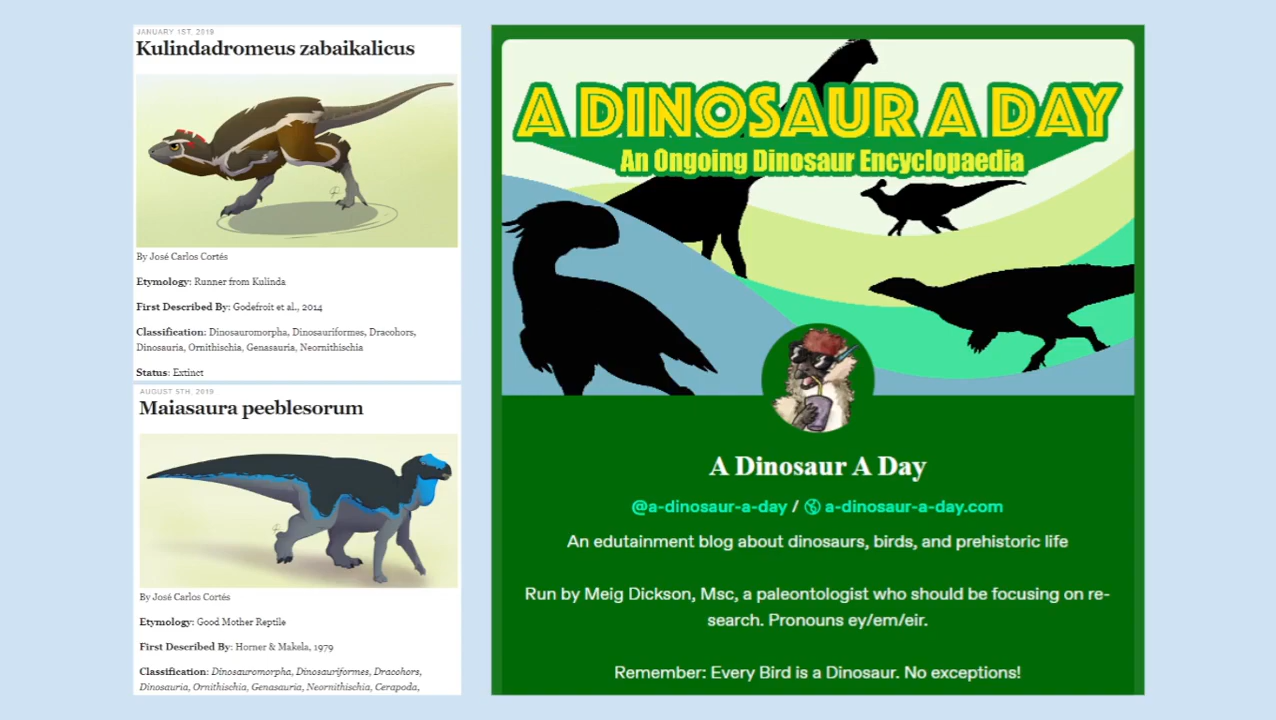 JANUARY 1ST, 2019
Kulindadromeus zabaikalicus
By José Carlos Cortés
Etymology: Runner from Kulinda
First Described By: Godefroit et al., 2014
Classification: Dinosauromorpha, Dinosauriformes, Dracohors,
Dinosauria, Ornithischia, Genasauria, Neornithischia
Status: Extinct
AUGUST 5TH, 2019
Maiasaura peeblesorum
By José Carlos Cortés
Etymology: Good Mother Reptile
First Described By: Horner & Makela, 1979
Classification: Dinosauromorpha, Dinosauriformes, Dracohors,
Dinosauria, Ornithischia, Genasauria, Neornithischia, Cerapoda,
A DINOSAUR A DAY
An Ongoing Dinosaur Encyclopaedia
A Dinosaur A Day
@a-dinosaur-a-day / a-dinosaur-a-day.com
An edutainment blog about dinosaurs, birds, and prehistoric life
Run by Meig Dickson, Msc, a paleontologist who should be focusing on re-
search. Pronouns ey/em/eir.
Remember: Every Bird is a Dinosaur. No exceptions!